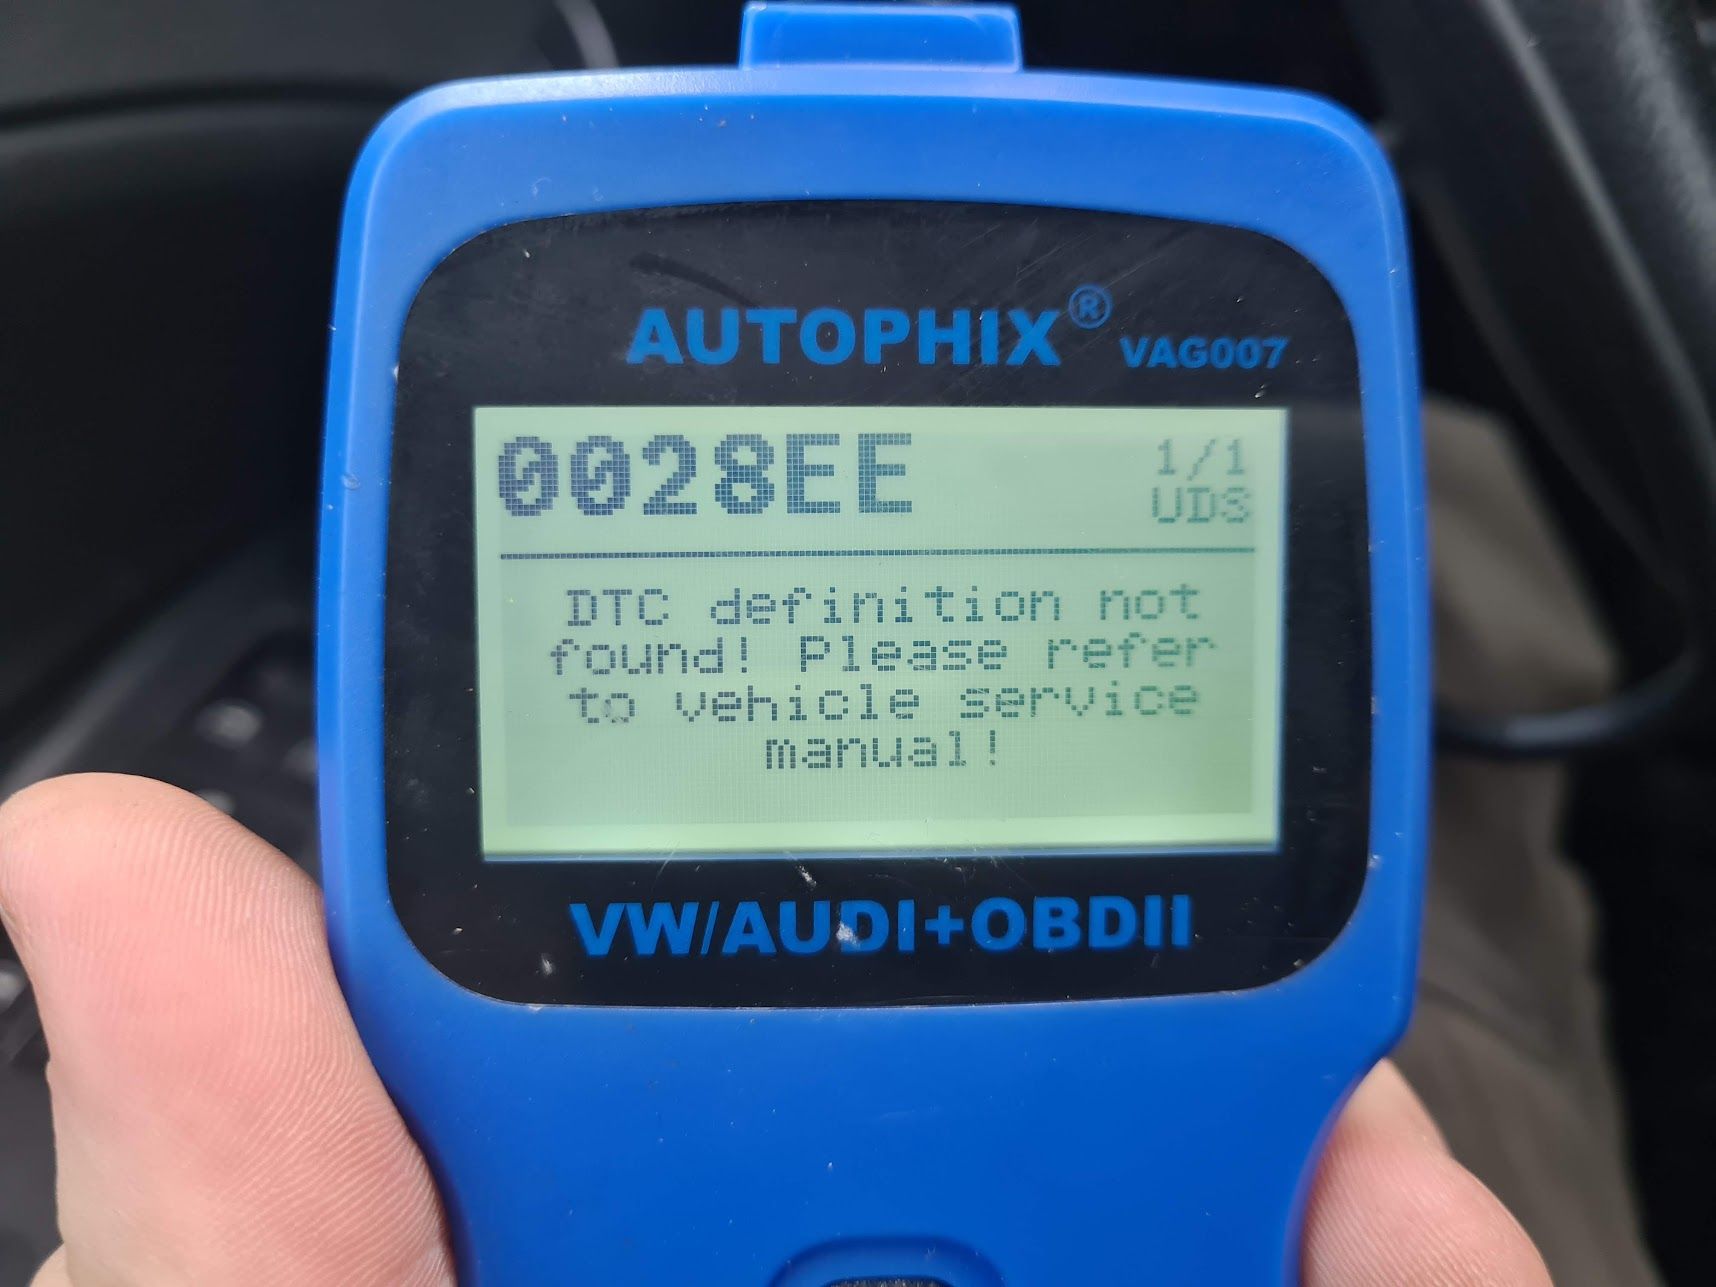 AUTOPHIX® VAG007
0028EE 1/1
UDS
DTC definition not
found! Please refer
to vehicle service
manual!
VW/AUDI+OBDII